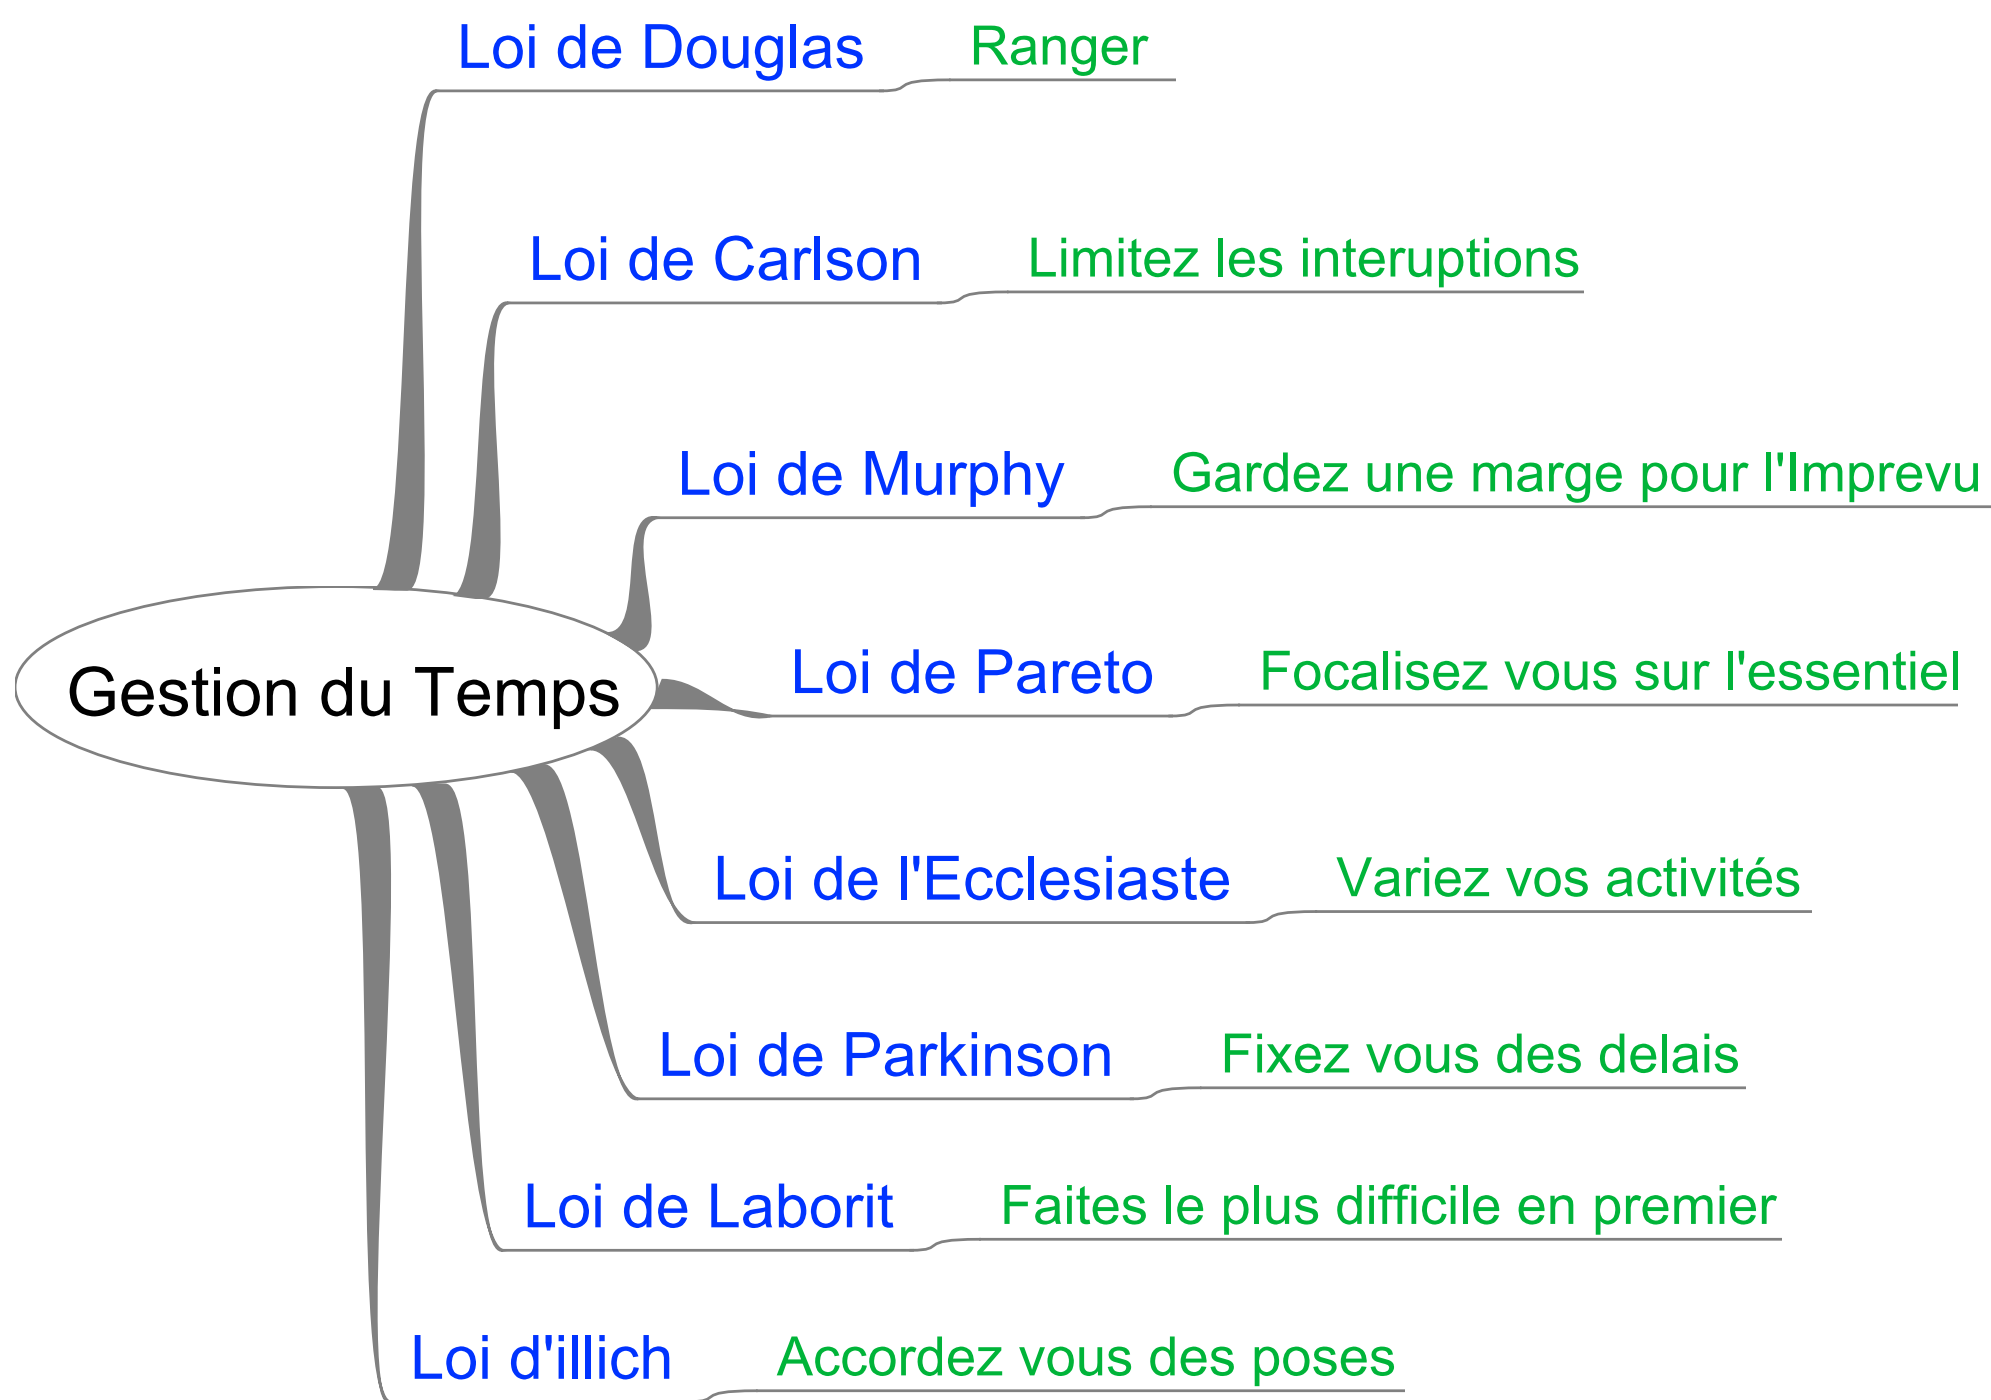 Loi de Douglas Ranger
Loi de Carlson Limitez les interuptions
Loi de Murphy Gardez une marge pour l'Imprevu
Gestion du Temps
Loi de Pareto Focalisez vous sur l'essentiel
Loi de l'Ecclesiaste Variez vos activités
Loi de Parkinson Fixez vous des delais
Loi de Laborit Faites le plus difficile en premier
Loi d'illich Accordez vous des poses